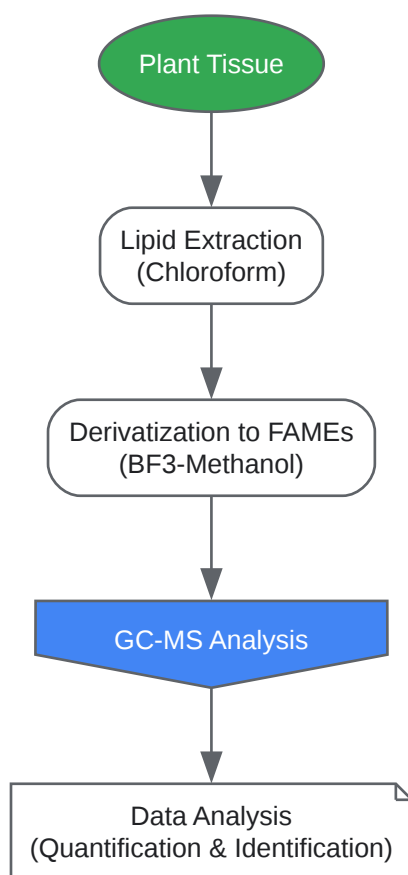 Plant Tissue
Lipid Extraction
(Chloroform)
Derivatization to FAMEs
(BF3-Methanol)
GC-MS Analysis
Data Analysis
(Quantification & Identification)